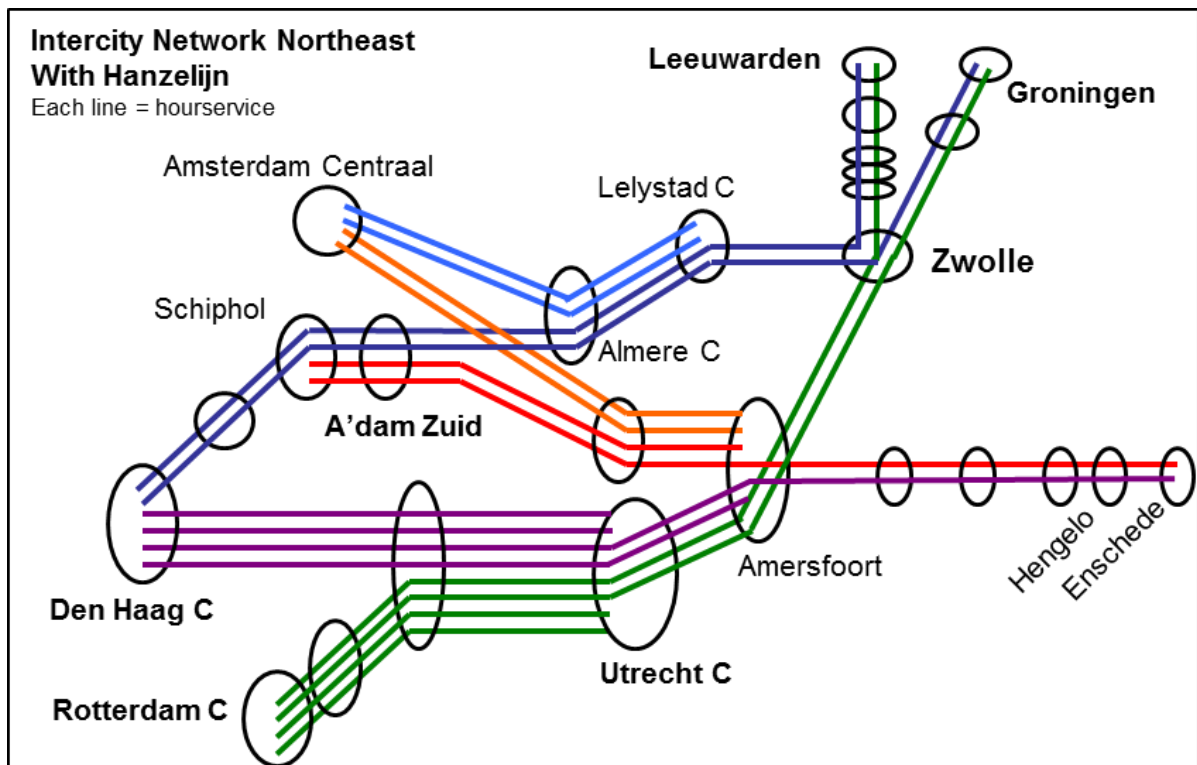 Intercity Network Northeast
With Hanzelijn
Each line = hourservice
Leeuwarden
Groningen
Amsterdam Centraal
Lelystad C
Zwolle
Schiphol
Almere C
A'dam Zuid
Hengelo
Enschede
Amersfoort
Den Haag C
Utrecht C
Rotterdam C